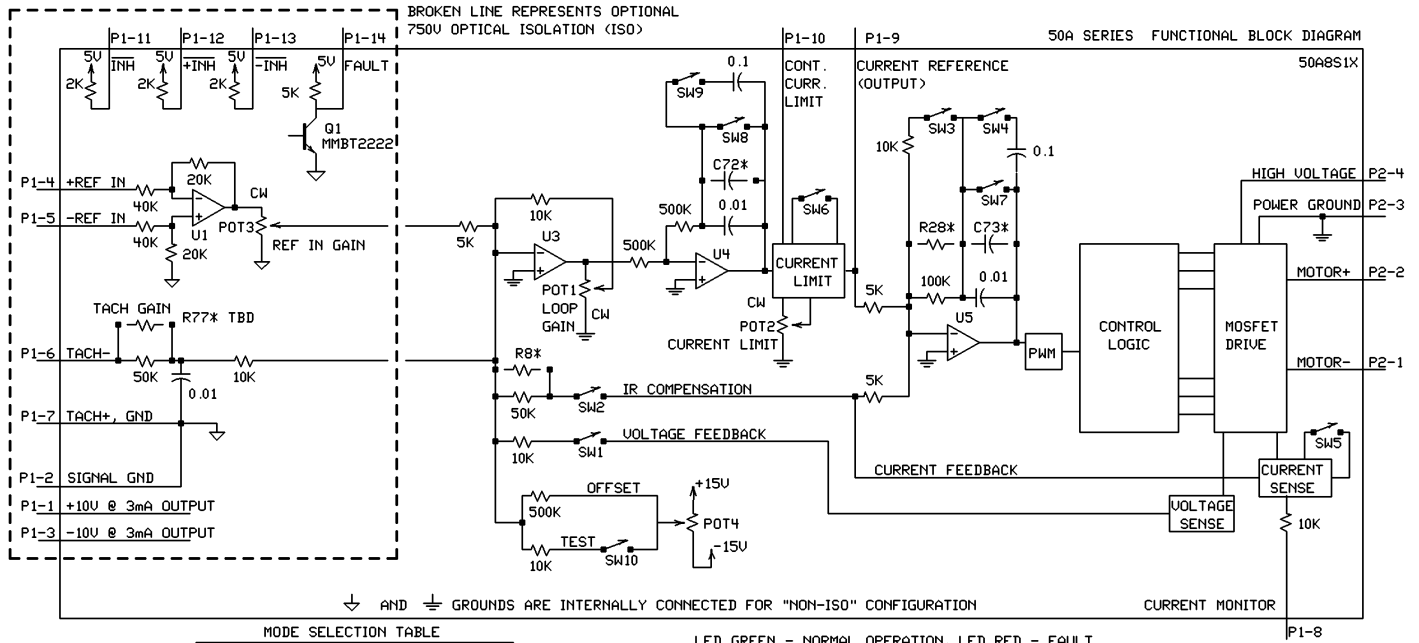 BROKEN LINE REPRESENTS OPTIONAL
750V OPTICAL ISOLATION (ISO)
50A SERIES FUNCTIONAL BLOCK DIAGRAM
50A8S1X
P1-11
P1-12
P1-13
P1-14
P1-10
P1-9
5V
INH
5V
+INH
5V
-INH
5V
FAULT
2K
2K
2K
5K
Q1
MMBT2222
CONT.
CURR.
LIMIT
CURRENT REFERENCE
(OUTPUT)
0.1
SW9
SW8
C72*
0.01
500K
10K
SW3
SW4
0.1
SW7
R28*
C73*
100K
0.01
P1-4
+REF IN
40K
20K
CW
P1-5
-REF IN
40K
U1
20K
POT3
REF IN GAIN
5K
10K
U3
500K
U4
SW6
CURRENT
LIMIT
POT1
LOOP
GAIN
CW
CW
POT2
CURRENT LIMIT
5K
U5
PWM
CONTROL
LOGIC
MOSFET
DRIVE
HIGH VOLTAGE
P2-4
POWER GROUND
P2-3
MOTOR+
P2-2
MOTOR-
P2-1
TACH GAIN
R77* TBD
P1-6
TACH-
50K
10K
0.01
P1-7
TACH+, GND
R8*
50K
SW2
IR COMPENSATION
5K
10K
SW1
VOLTAGE FEEDBACK
CURRENT FEEDBACK
SW5
CURRENT
SENSE
VOLTAGE
SENSE
10K
P1-2
SIGNAL GND
P1-1
+10V @ 3mA OUTPUT
P1-3
-10V @ 3mA OUTPUT
OFFSET
500K
TEST
10K
SW10
+15V
POT4
-15V
AND
GROUNDS ARE INTERNALLY CONNECTED FOR "NON-ISO" CONFIGURATION
CURRENT MONITOR
P1-8
MODE SELECTION TABLE
LED GREEN - NORMAL OPERATION, LED RED - FAULT